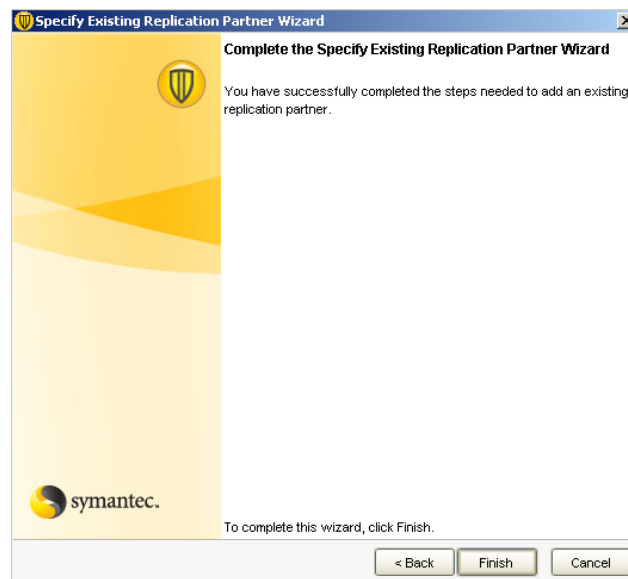 Specify Existing Replication Partner Wizard
Complete the Specify Existing Replication Partner Wizard
You have successfully completed the steps needed to add an existing
replication partner.
symantec.
To complete this wizard, click Finish.
< Back
Finish
Cancel